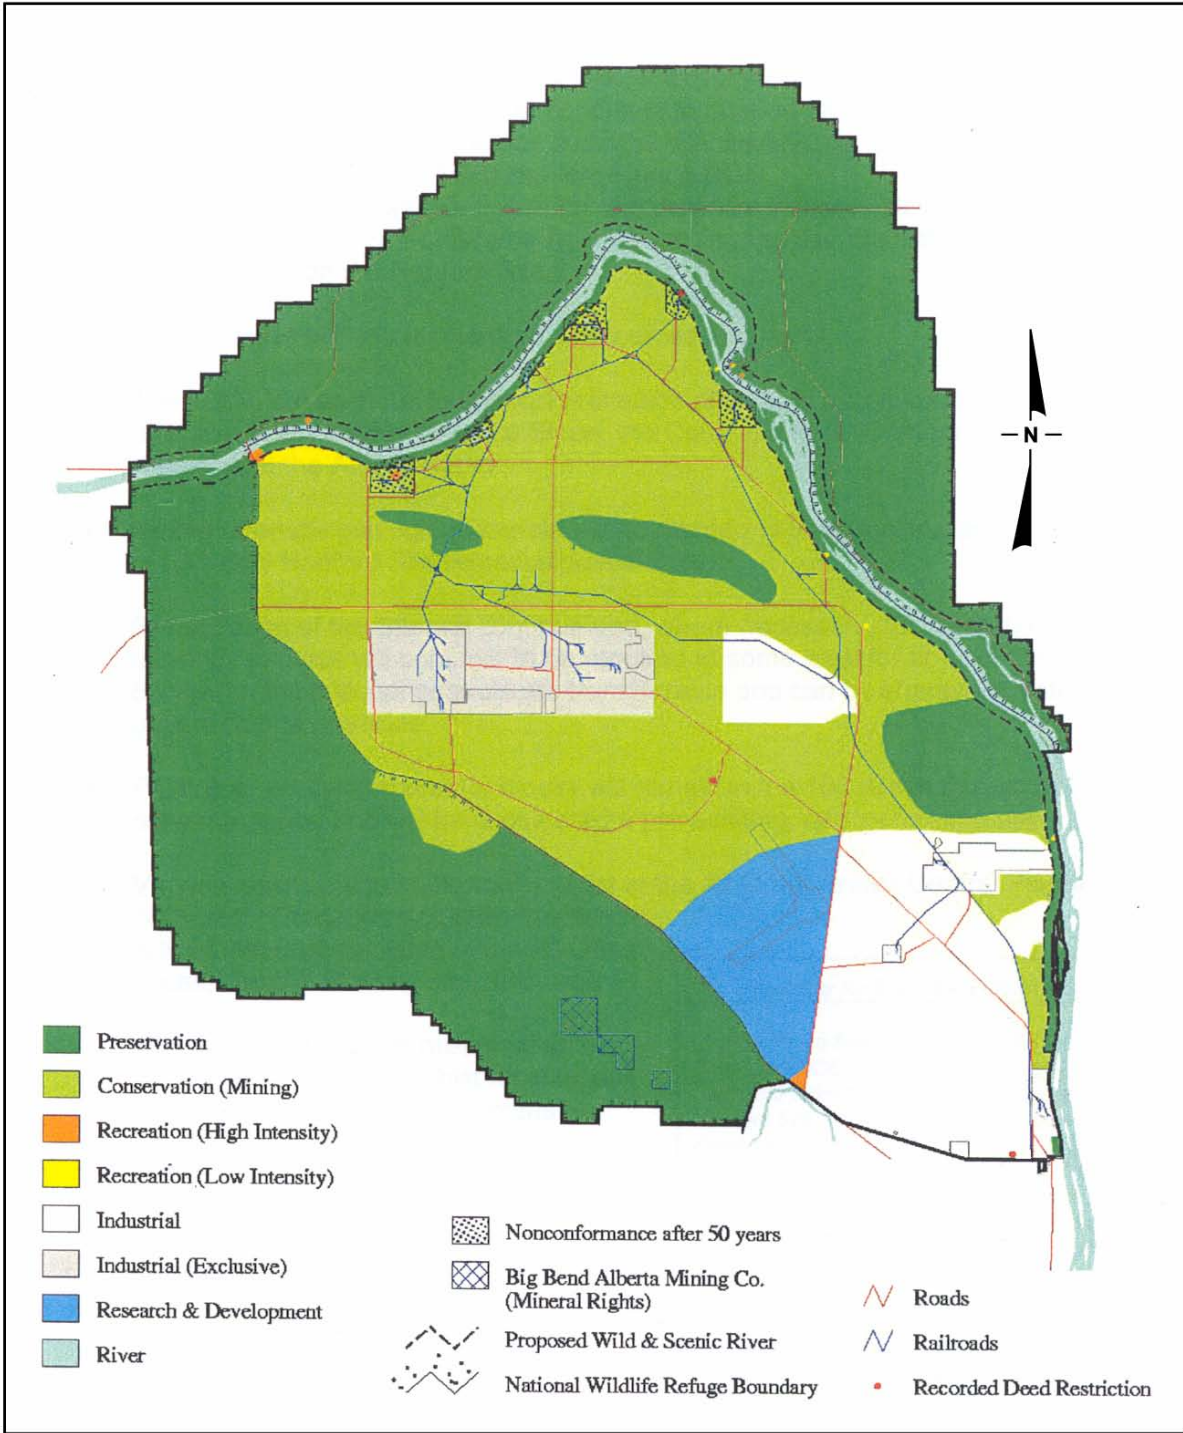 N
Preservation
Conservation (Mining)
Recreation (High Intensity)
Recreation (Low Intensity)
Industrial
Industrial (Exclusive)
Research & Development
River
Nonconformance after 50 years
Big Bend Alberta Mining Co.
(Mineral Rights)
Proposed Wild & Scenic River
National Wildlife Refuge Boundary
Roads
Railroads
Recorded Deed Restriction